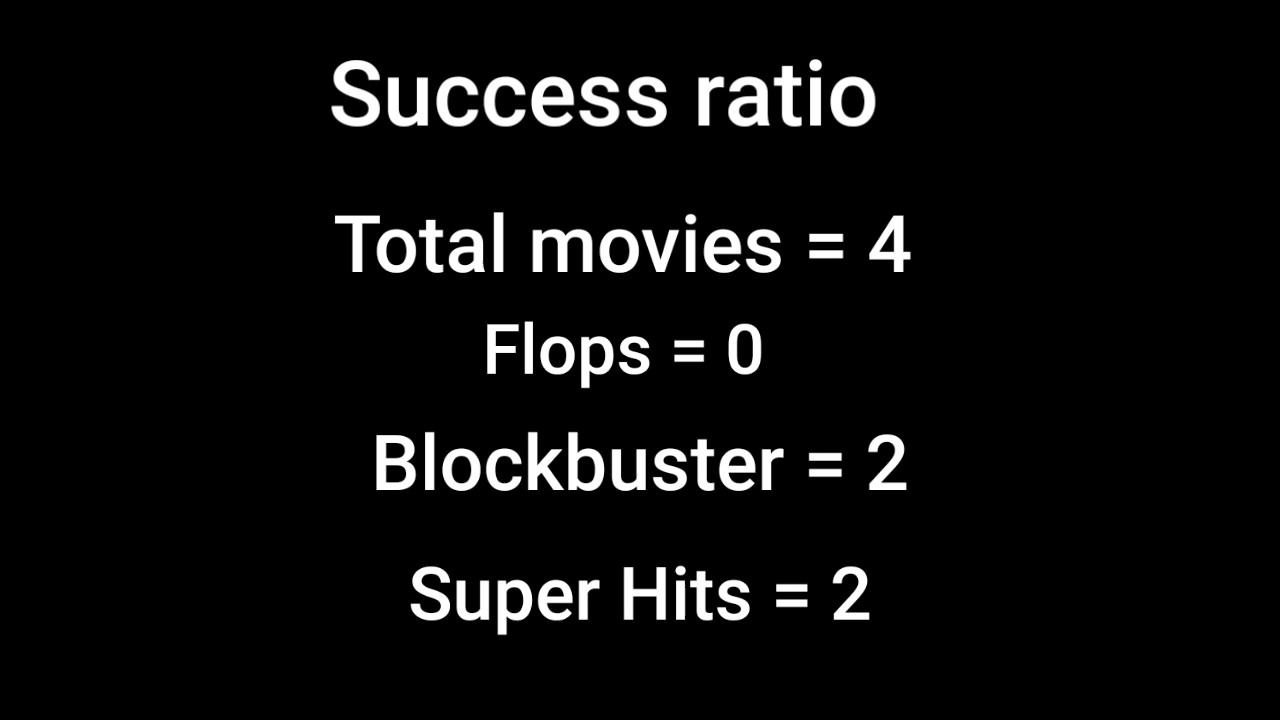 Success ratio
Total movies = 4
Flops = 0
Blockbuster = 2
Super Hits = 2